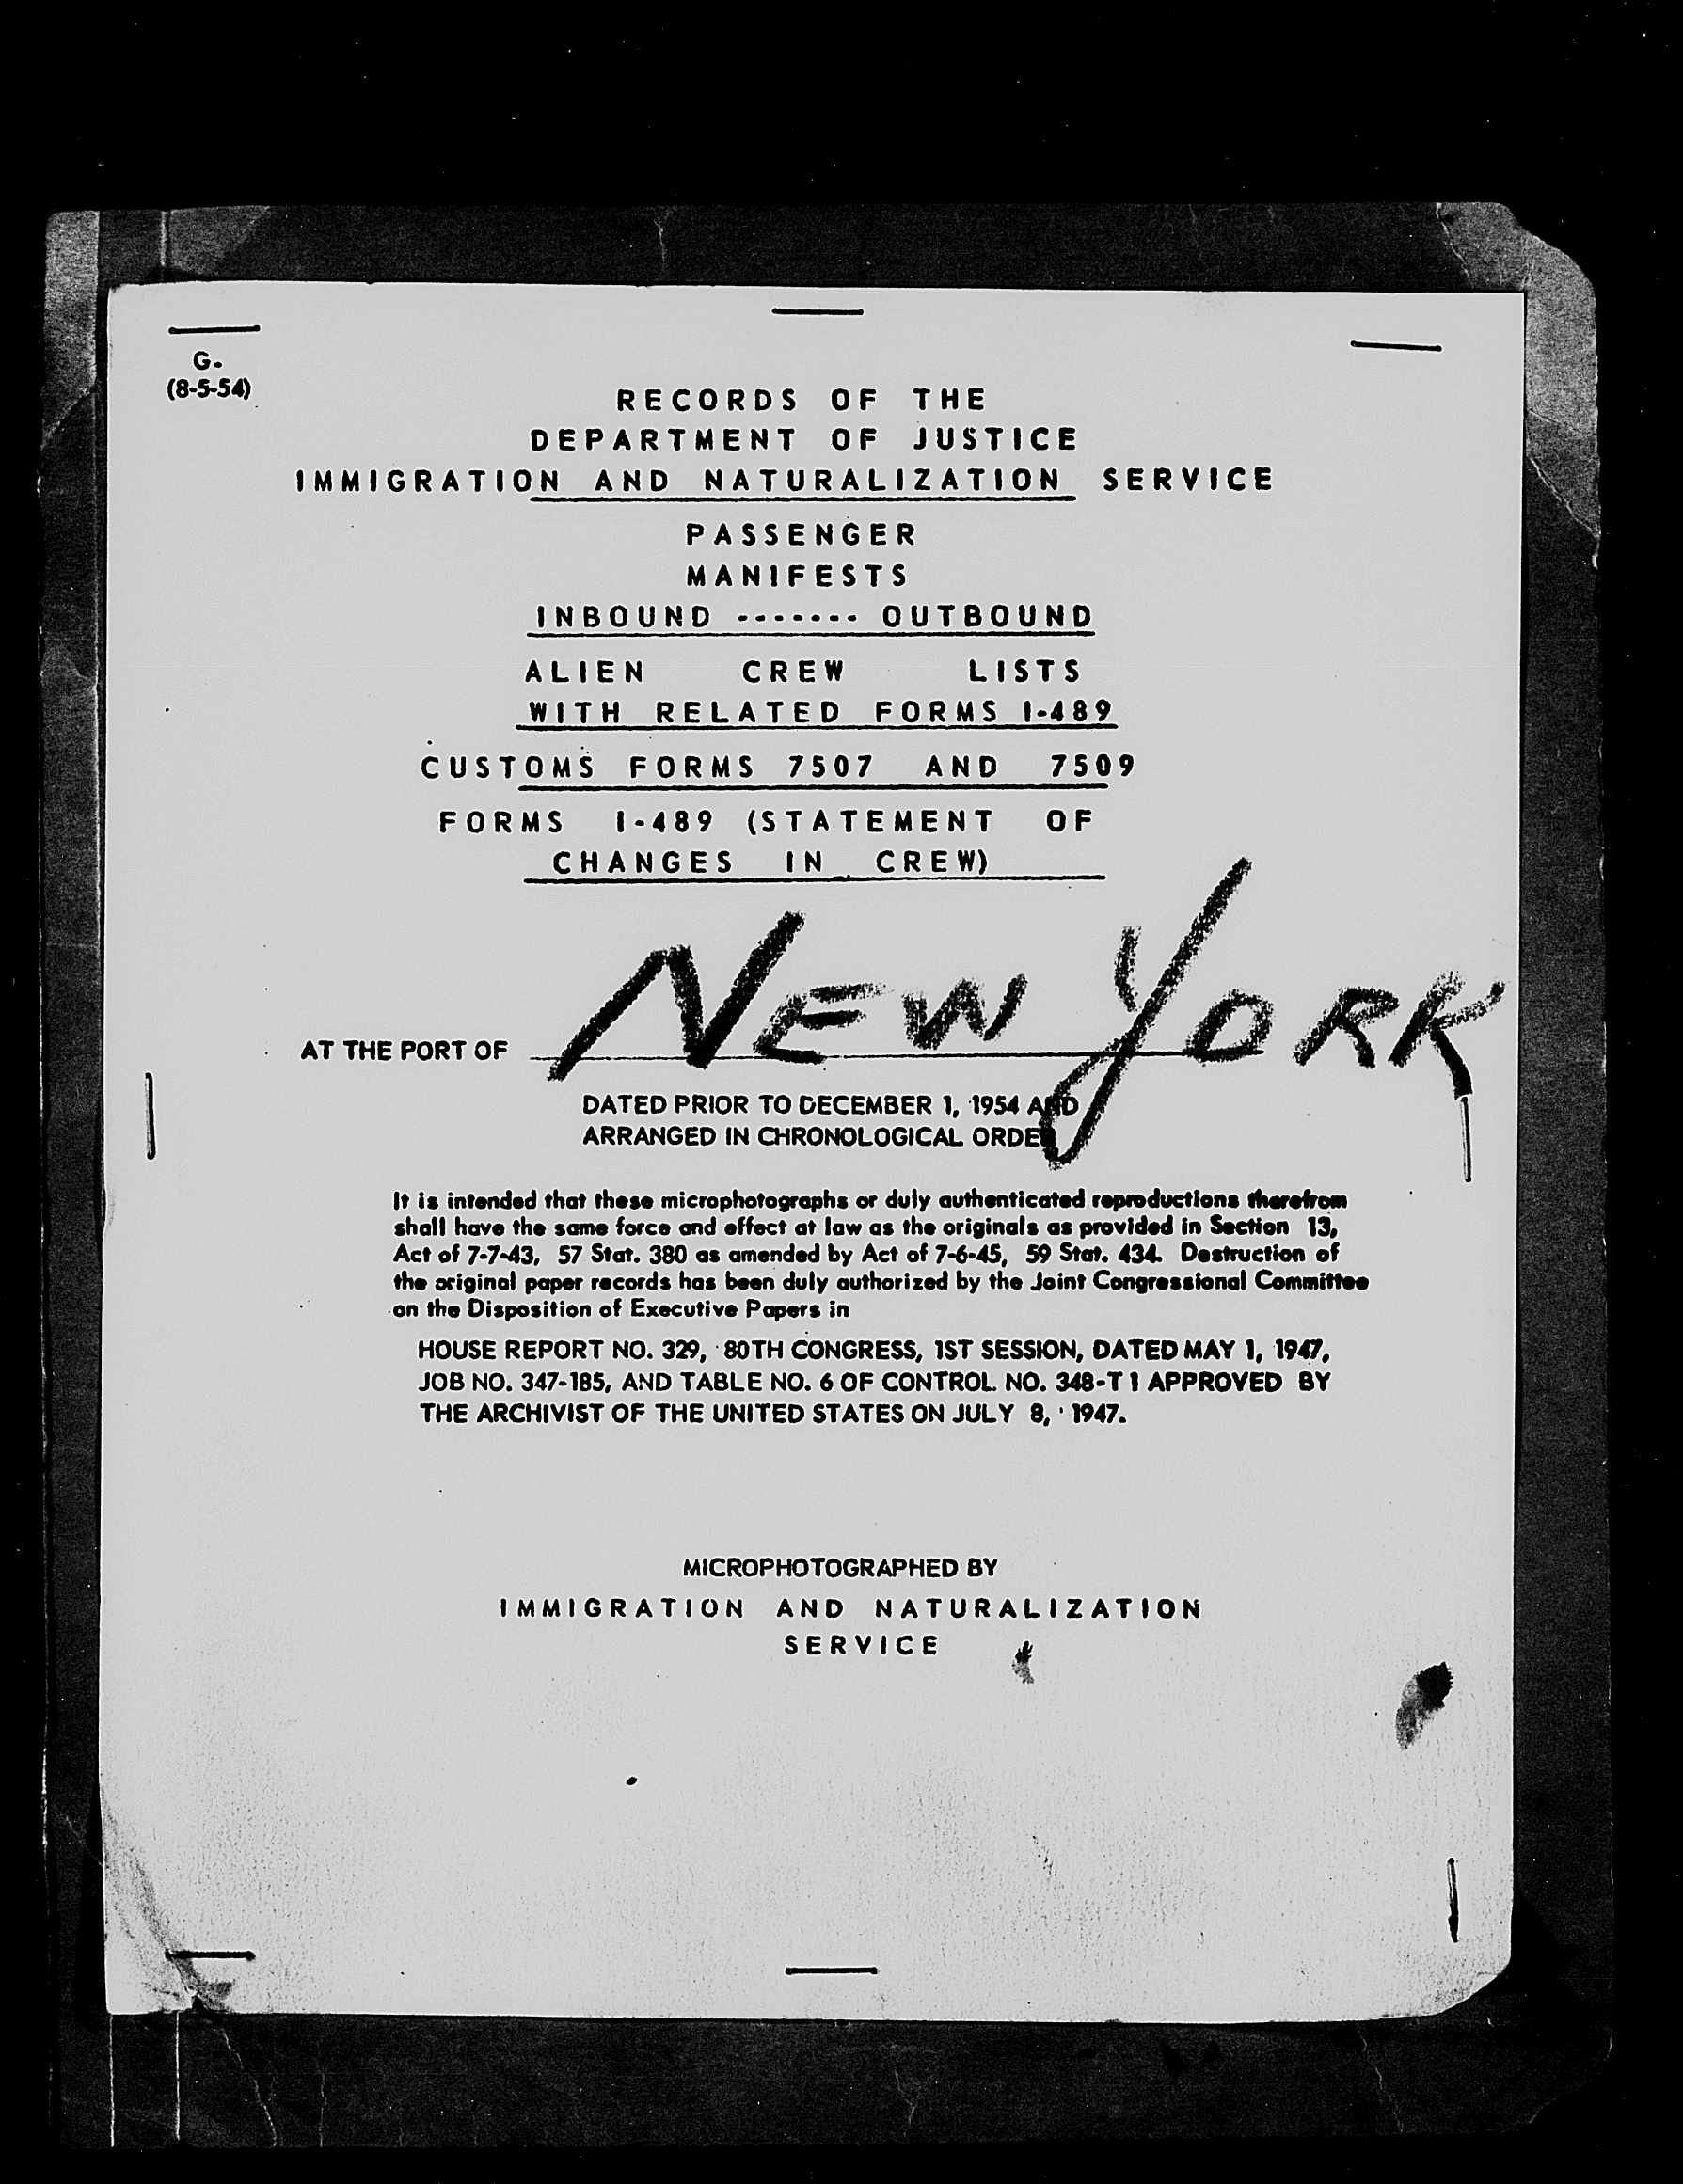 G.
(8-5-54)
RECORDS OF THE
DEPARTMENT OF JUSTICE
IMMIGRATION AND NATURALIZATION SERVICE
PASSENGER
MANIFESTS
INBOUND ------- OUTBOUND
ALIEN CREW LISTS
WITH RELATED FORMS I-489
CUSTOMS FORMS 7507 AND 7509
FORMS I-489 (STATEMENT OF
CHANGES IN CREW)
AT THE PORT OF NEW YORK
DATED PRIOR TO DECEMBER 1, 1954 AND
ARRANGED IN CHRONOLOGICAL ORDER
It is intended that these microphotographs or duly authenticated reproductions therefrom
shall have the same force and effect at law as the originals as provided in Section 13,
Act of 7-7-43, 57 Stat. 380 as amended by Act of 7-6-45, 59 Stat. 434. Destruction of
the original paper records has been duly authorized by the Joint Congressional Committee
on the Disposition of Executive Papers in
HOUSE REPORT NO. 329, 80TH CONGRESS, 1ST SESSION, DATED MAY 1, 1947,
JOB NO. 347-185, AND TABLE NO. 6 OF CONTROL NO. 348-T1 APPROVED BY
THE ARCHIVIST OF THE UNITED STATES ON JULY 8, 1947.
MICROPHOTOGRAPHED BY
IMMIGRATION AND NATURALIZATION
SERVICE